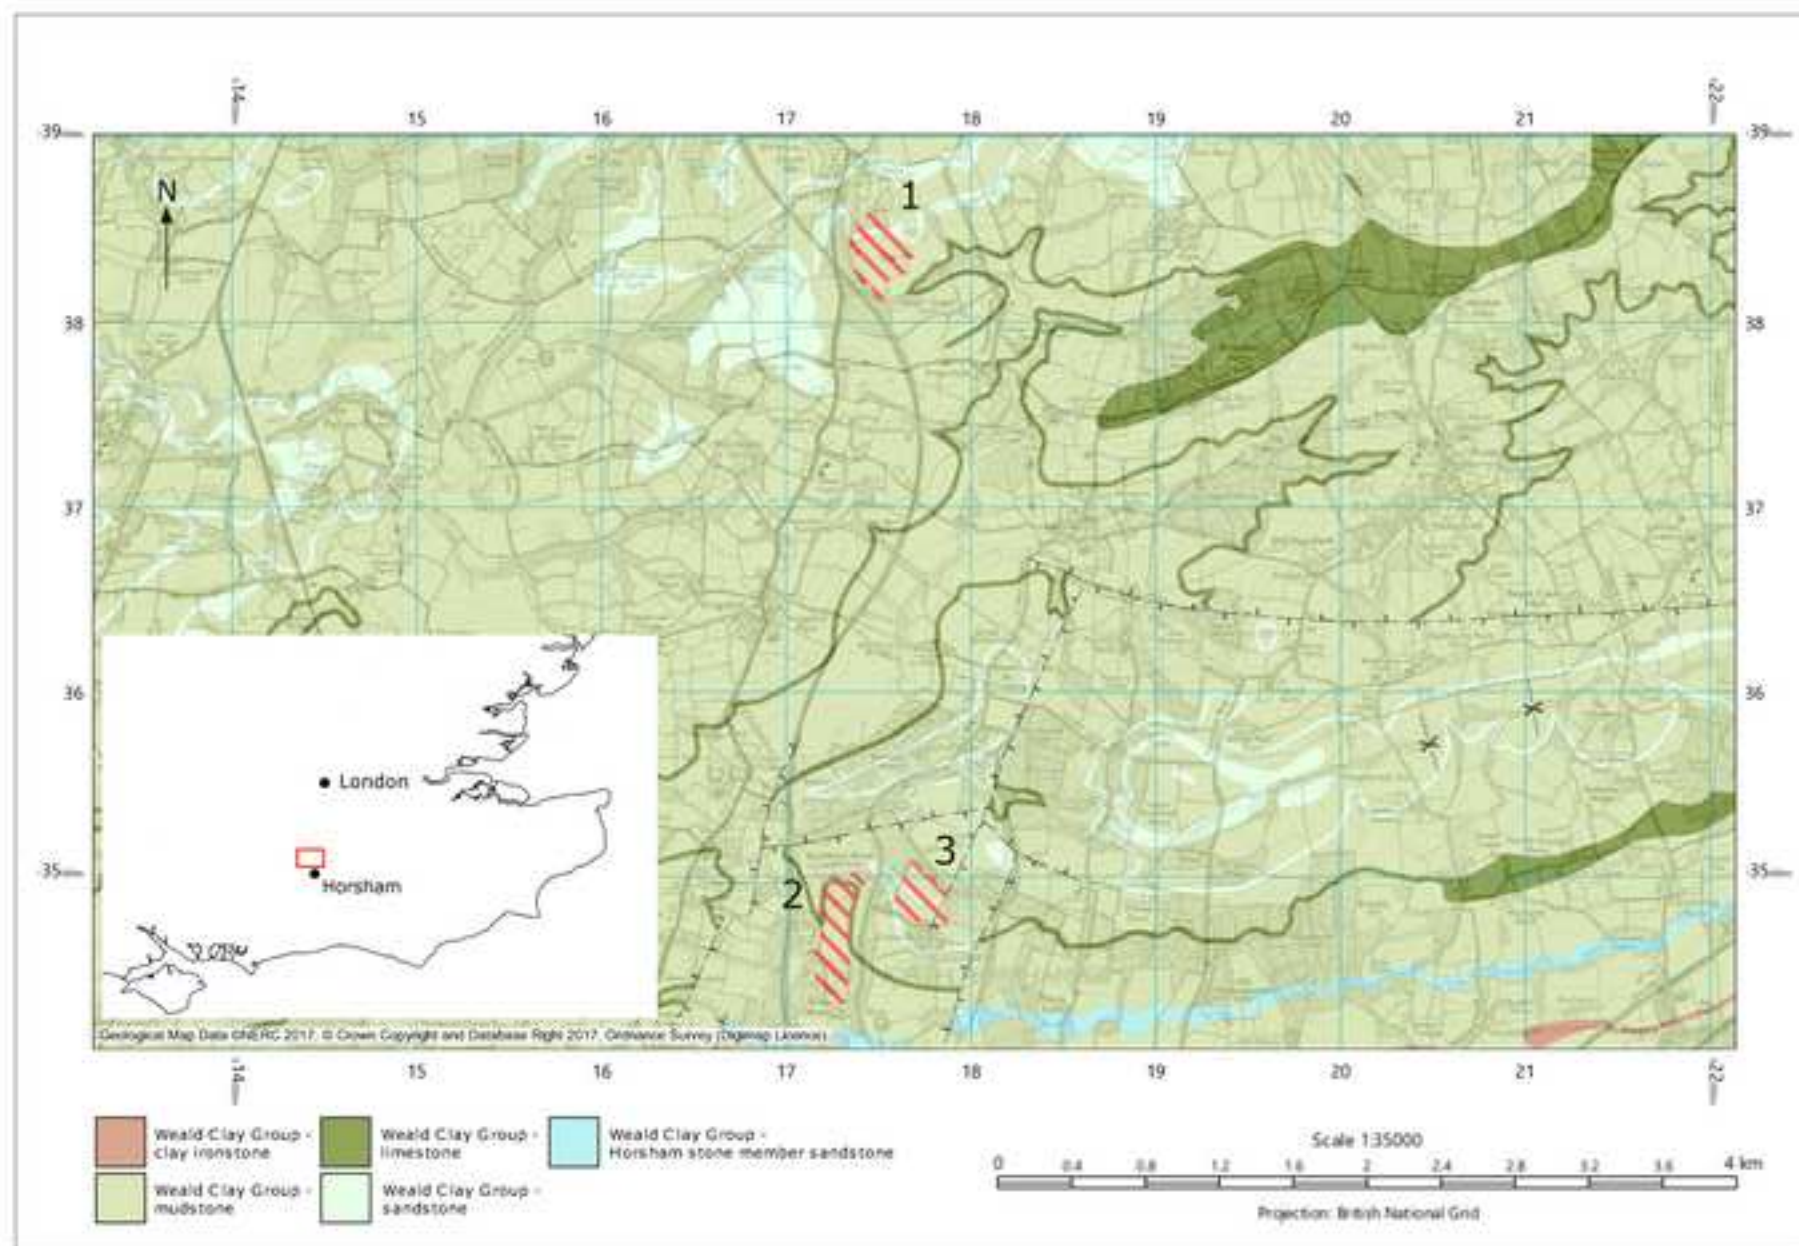 14 22
15 16 17 18 19 20 21
39 39
N
1
38 38
37 37
36 36
London
Horsham
35 35
3
2
Geological Map Data ©NERC 2017. © Crown Copyright and Database Right 2017. Ordnance Survey (Digimap Licence).
15 16 17 18 19 20 21
14 22
Weald Clay Group -
clay ironstone
Weald Clay Group -
limestone
Weald Clay Group -
Horsham stone member sandstone
Weald Clay Group -
mudstone
Weald Clay Group -
sandstone
Scale 1:35000
0 0.4 0.8 1.2 1.6 2 2.4 2.8 3.2 3.6 4 km
Projection: British National Grid